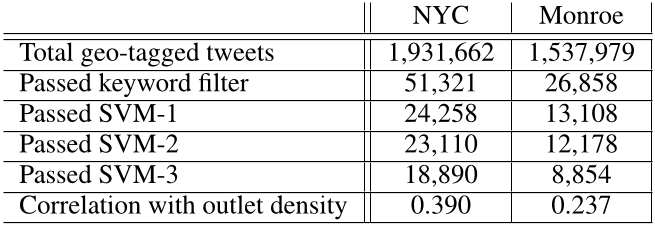 NYC Monroe
Total geo-tagged tweets 1,931,662 1,537,979
Passed keyword filter 51,321 26,858
Passed SVM-1 24,258 13,108
Passed SVM-2 23,110 12,178
Passed SVM-3 18,890 8,854
Correlation with outlet density 0.390 0.237